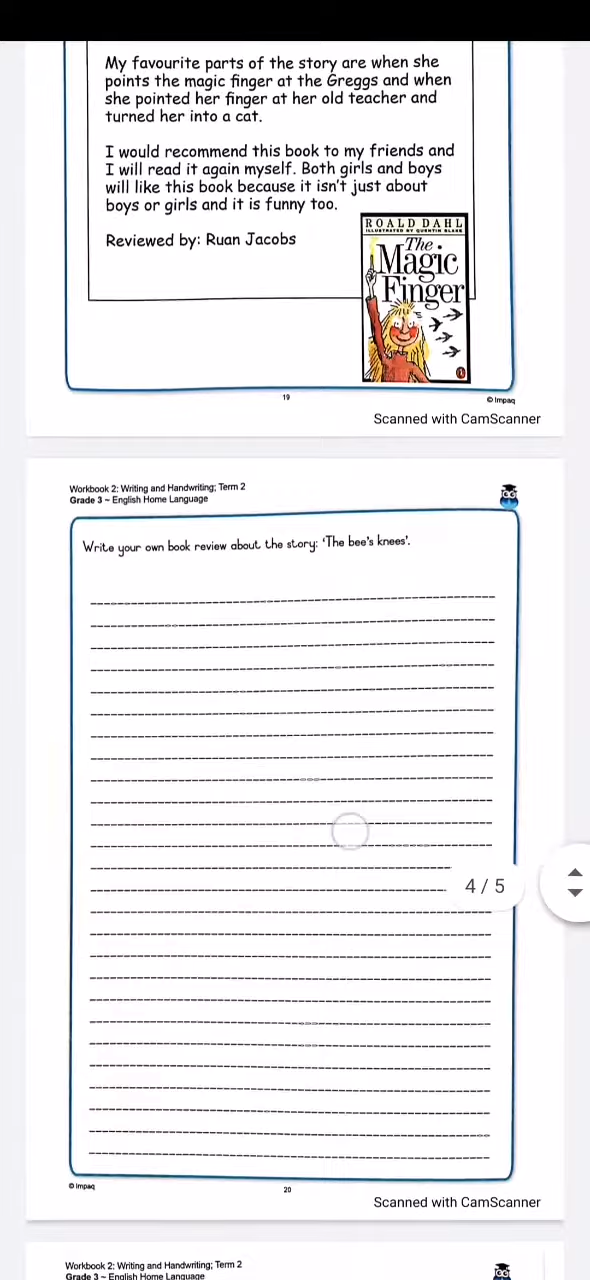 My favourite parts of the story are when she
points the magic finger at the Greggs and when
she pointed her finger at her old teacher and
turned her into a cat.
I would recommend this book to my friends and
I will read it again myself. Both girls and boys
will like this book because it isn't just about
boys or girls and it is funny too.
Reviewed by: Ruan Jacobs
ROALD DAHL
ILLUSTRATED BY QUENTIN BLAKE
The
Magic
Finger
19
© Impaq
Scanned with CamScanner
Workbook 2: Writing and Handwriting; Term 2
Grade 3 ~ English Home Language
Write your own book review about the story: 'The bee's knees'.
4 / 5
© Impaq
20
Scanned with CamScanner
Workbook 2: Writing and Handwriting; Term 2
Grade 3 ~ English Home Language